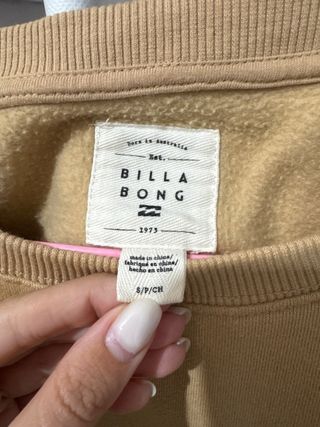 Born in Australia
Est.
BILLA
BONG
1973
made in china/
fabriqué en chine/
hecho en china
S/P/CH